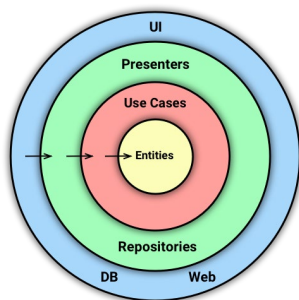 UI
Presenters
Use Cases
Entities
Repositories
DB Web